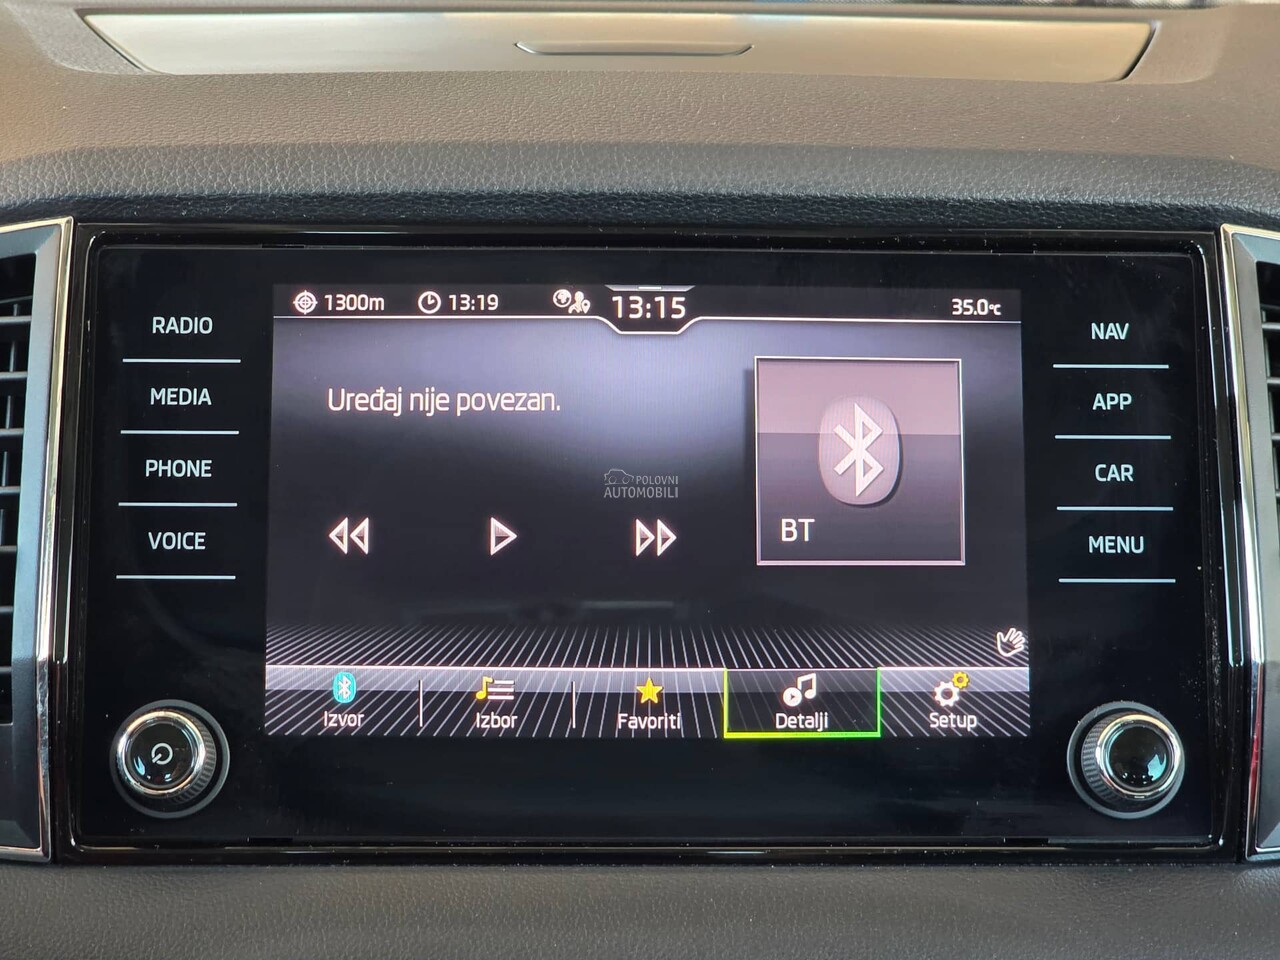 RADIO
MEDIA
PHONE
VOICE
1300m 13:19 13:15 35.0°c
Uređaj nije povezan.
POLOVNI
AUTOMOBILI
BT
Izvor Izbor Favoriti Detalji Setup
NAV
APP
CAR
MENU